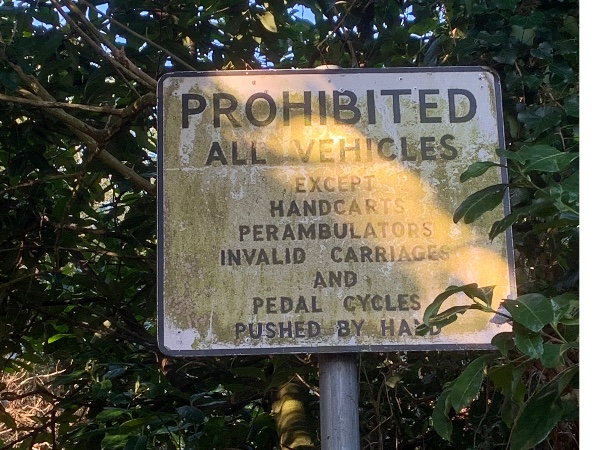 PROHIBITED
ALL VEHICLES
EXCEPT
HANDCARTS
PERAMBULATORS
INVALID CARRIAGES
AND
PEDAL CYCLES
PUSHED BY HAND